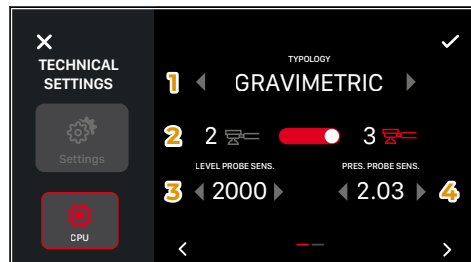 TECHNICAL
SETTINGS
Settings
CPU
TYPOLOGY
1 GRAVIMETRIC
2 2 3
LEVEL PROBE SENS. PRES. PROBE SENS.
3 2000 2.03 4